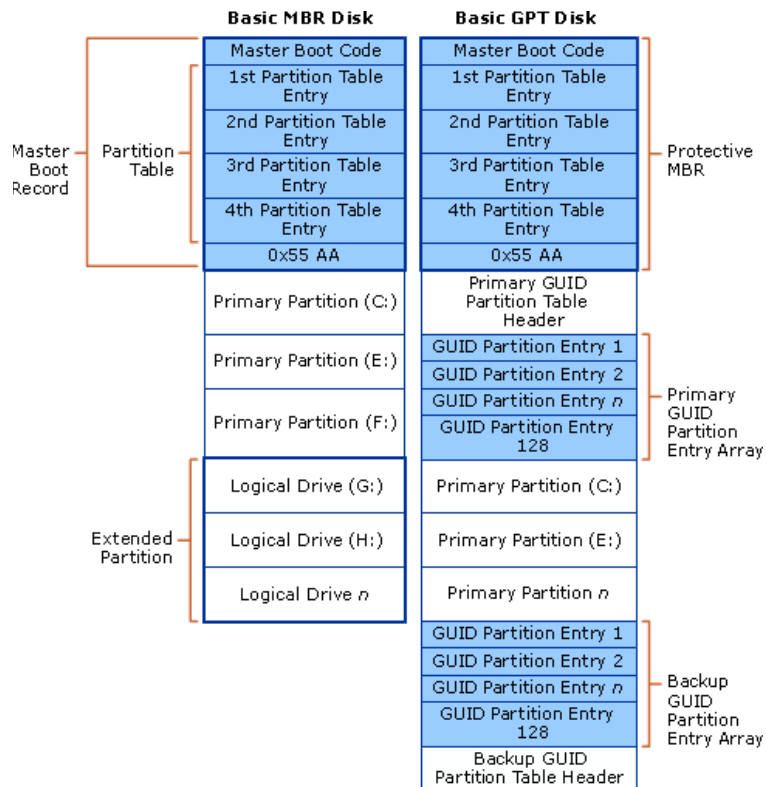 Basic MBR Disk
Master Boot Code
1st Partition Table
Entry
2nd Partition Table
Entry
3rd Partition Table
Entry
4th Partition Table
Entry
0x55 AA
Primary Partition (C:)
Primary Partition (E:)
Primary Partition (F:)
Logical Drive (G:)
Logical Drive (H:)
Logical Drive n
Master
Boot
Record
Partition
Table
Extended
Partition
Basic GPT Disk
Master Boot Code
1st Partition Table
Entry
2nd Partition Table
Entry
3rd Partition Table
Entry
4th Partition Table
Entry
0x55 AA
Primary GUID
Partition Table
Header
GUID Partition Entry 1
GUID Partition Entry 2
GUID Partition Entry n
GUID Partition Entry
128
Primary Partition (C:)
Primary Partition (E:)
Primary Partition n
GUID Partition Entry 1
GUID Partition Entry 2
GUID Partition Entry n
GUID Partition Entry
128
Backup GUID
Partition Table Header
Protective
MBR
Primary
GUID
Partition
Entry Array
Backup
GUID
Partition
Entry Array